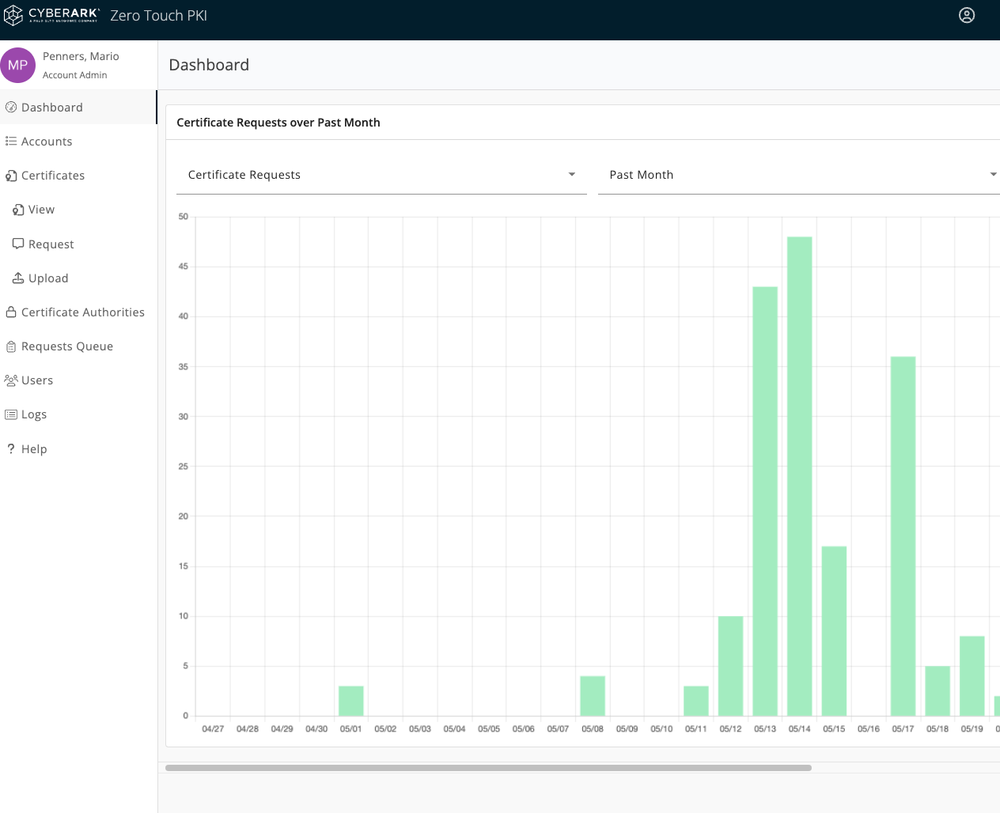 CYBERARK Zero Touch PKI
A PALO ALTO NETWORKS COMPANY
MP
Penners, Mario
Account Admin
Dashboard
Dashboard
Accounts
Certificates
View
Request
Upload
Certificate Authorities
Requests Queue
Users
Logs
? Help
Certificate Requests over Past Month
Certificate Requests
Past Month
50
45
40
35
30
25
20
15
10
5
0
04/27 04/28 04/29 04/30 05/01 05/02 05/03 05/04 05/05 05/06 05/07 05/08 05/09 05/10 05/11 05/12 05/13 05/14 05/15 05/16 05/17 05/18 05/19